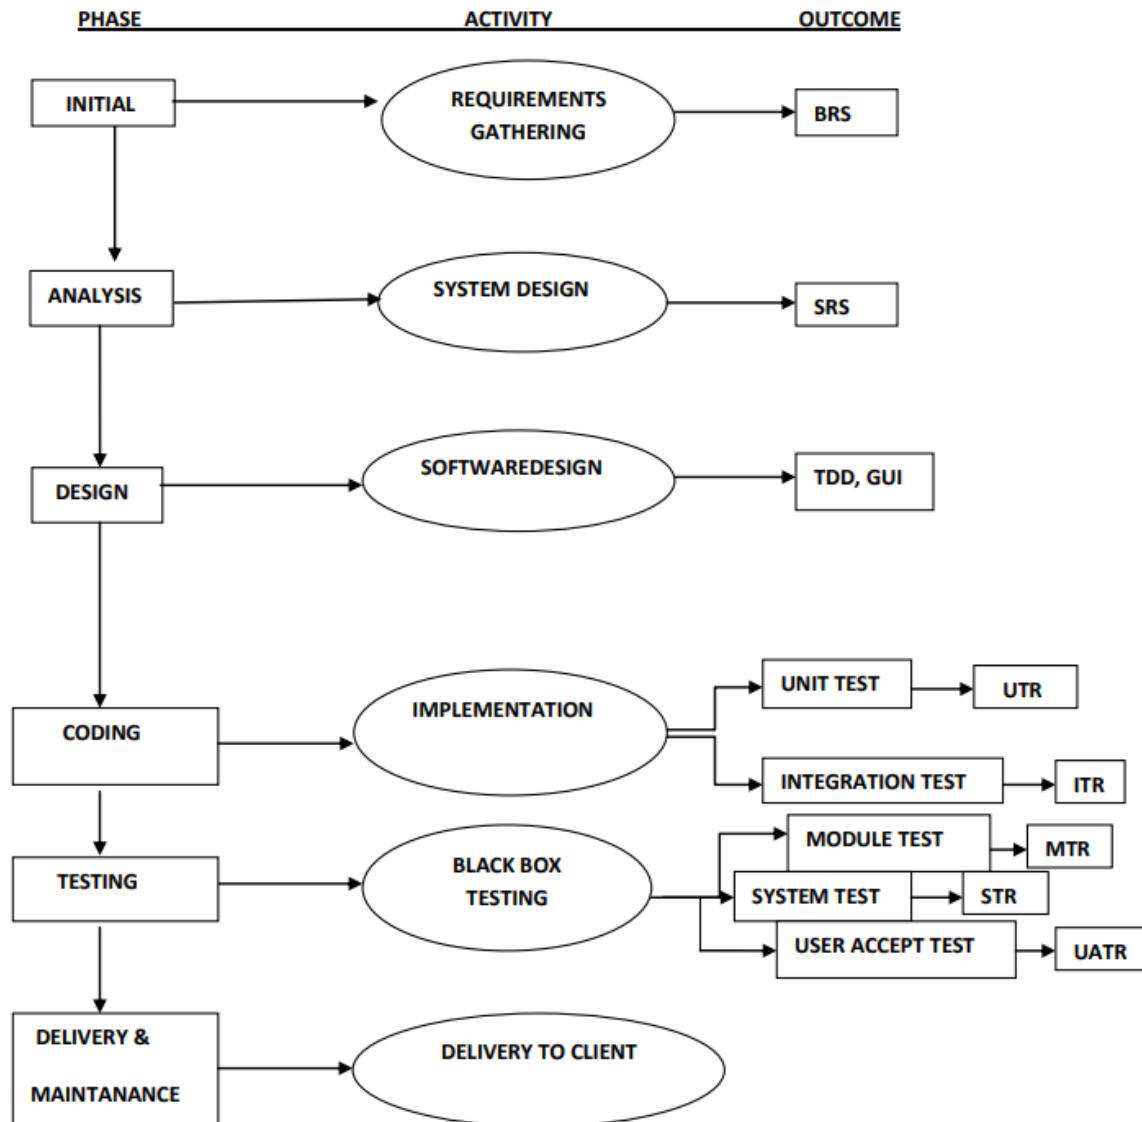 PHASE ACTIVITY OUTCOME
INITIAL
REQUIREMENTS
GATHERING
BRS
ANALYSIS
SYSTEM DESIGN
SRS
DESIGN
SOFTWAREDESIGN
TDD, GUI
CODING
IMPLEMENTATION
UNIT TEST
UTR
INTEGRATION TEST
ITR
TESTING
BLACK BOX
TESTING
MODULE TEST
MTR
SYSTEM TEST
STR
USER ACCEPT TEST
UATR
DELIVERY &
MAINTANANCE
DELIVERY TO CLIENT